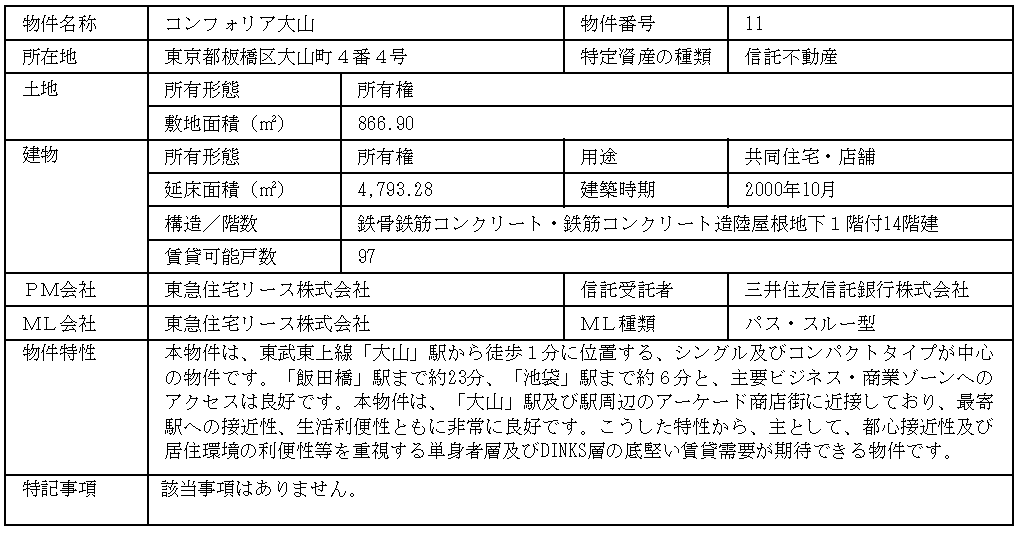 物件名称 コンフォリア大山 物件番号 11
所在地 東京都板橋区大山町４番４号 特定資産の種類 信託不動産
土地 所有形態 所有権
敷地面積（㎡） 866.90
建物 所有形態 所有権 用途 共同住宅・店舗
延床面積（㎡） 4,793.28 建築時期 2000年10月
構造／階数 鉄骨鉄筋コンクリート・鉄筋コンクリート造陸屋根地下１階付14階建
賃貸可能戸数 97
ＰＭ会社 東急住宅リース株式会社 信託受託者 三井住友信託銀行株式会社
ＭＬ会社 東急住宅リース株式会社 ＭＬ種類 パス・スルー型
物件特性 本物件は、東武東上線「大山」駅から徒歩１分に位置する、シングル及びコンパクトタイプが中心
の物件です。「飯田橋」駅まで約23分、「池袋」駅まで約６分と、主要ビジネス・商業ゾーンへの
アクセスは良好です。本物件は、「大山」駅及び駅周辺のアーケード商店街に近接しており、最寄
駅への接近性、生活利便性ともに非常に良好です。こうした特性から、主として、都心接近性及び
居住環境の利便性等を重視する単身者層及びDINKS層の底堅い賃貸需要が期待できる物件です。
特記事項 該当事項はありません。